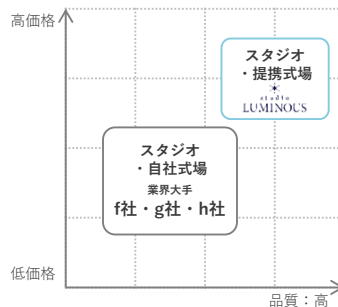 高価格
スタジオ
・提携式場
studio
LUMINOUS
スタジオ
・自社式場
業界大手
f社・g社・h社
低価格
品質：高